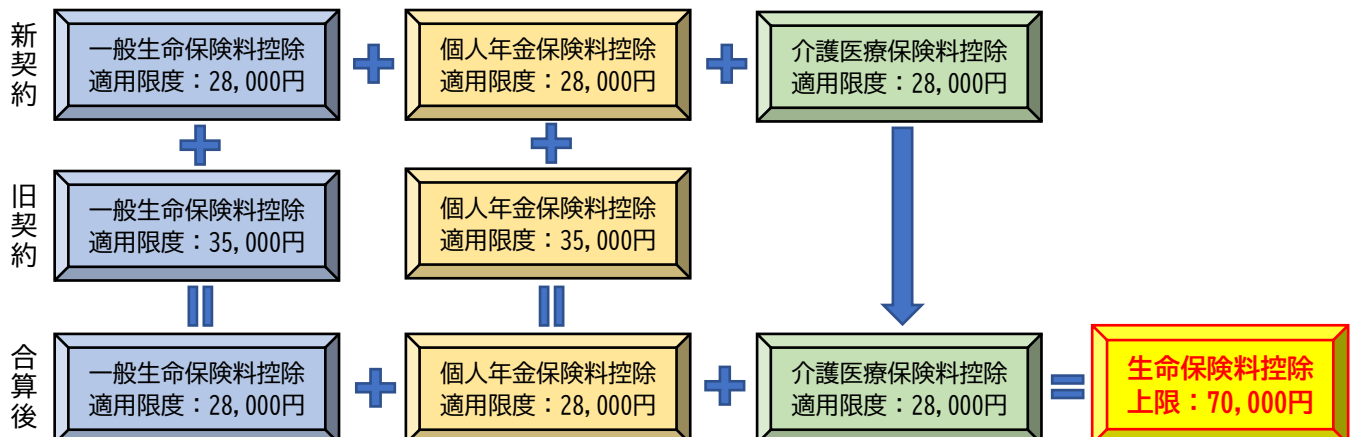 新契約
一般生命保険料控除
適用限度：28,000円
個人年金保険料控除
適用限度：28,000円
介護医療保険料控除
適用限度：28,000円
旧契約
一般生命保険料控除
適用限度：35,000円
個人年金保険料控除
適用限度：35,000円
合算後
一般生命保険料控除
適用限度：28,000円
個人年金保険料控除
適用限度：28,000円
介護医療保険料控除
適用限度：28,000円
生命保険料控除
上限：70,000円